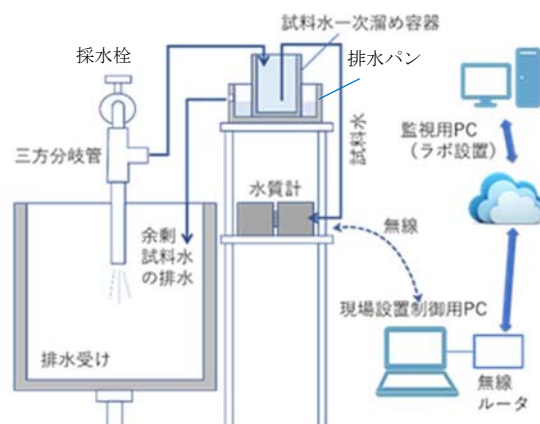 試料水一次溜め容器
採水栓
排水パン
三方分岐管
試料水
監視用PC
（ラボ設置）
水質計
余剰
試料水
の排水
無線
現場設置制御用PC
排水受け
無線
ルータ